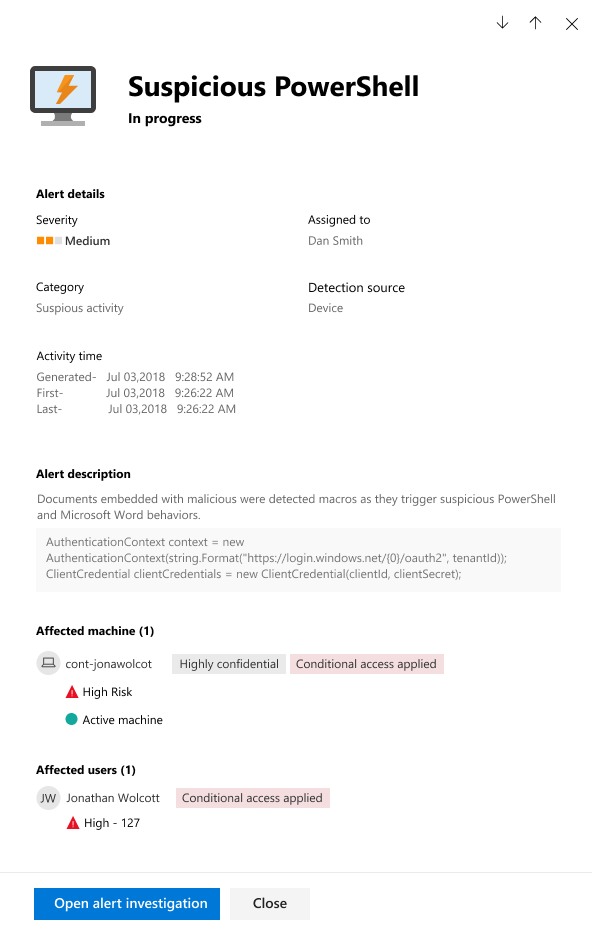 Suspicious PowerShell
In progress
Alert details
Severity
Medium
Assigned to
Dan Smith
Category
Suspious activity
Detection source
Device
Activity time
Generated- Jul 03,2018 9:28:52 AM
First- Jul 03,2018 9:26:22 AM
Last- Jul 03,2018 9:26:22 AM
Alert description
Documents embedded with malicious were detected macros as they trigger suspicious PowerShell
and Microsoft Word behaviors.
AuthenticationContext context = new
AuthenticationContext(string.Format("https://login.windows.net/{0}/oauth2", tenantId));
ClientCredential clientCredentials = new ClientCredential(clientId, clientSecret);
Affected machine (1)
cont-jonawolcot Highly confidential Conditional access applied
High Risk
Active machine
Affected users (1)
JW Jonathan Wolcott Conditional access applied
High - 127
Open alert investigation Close